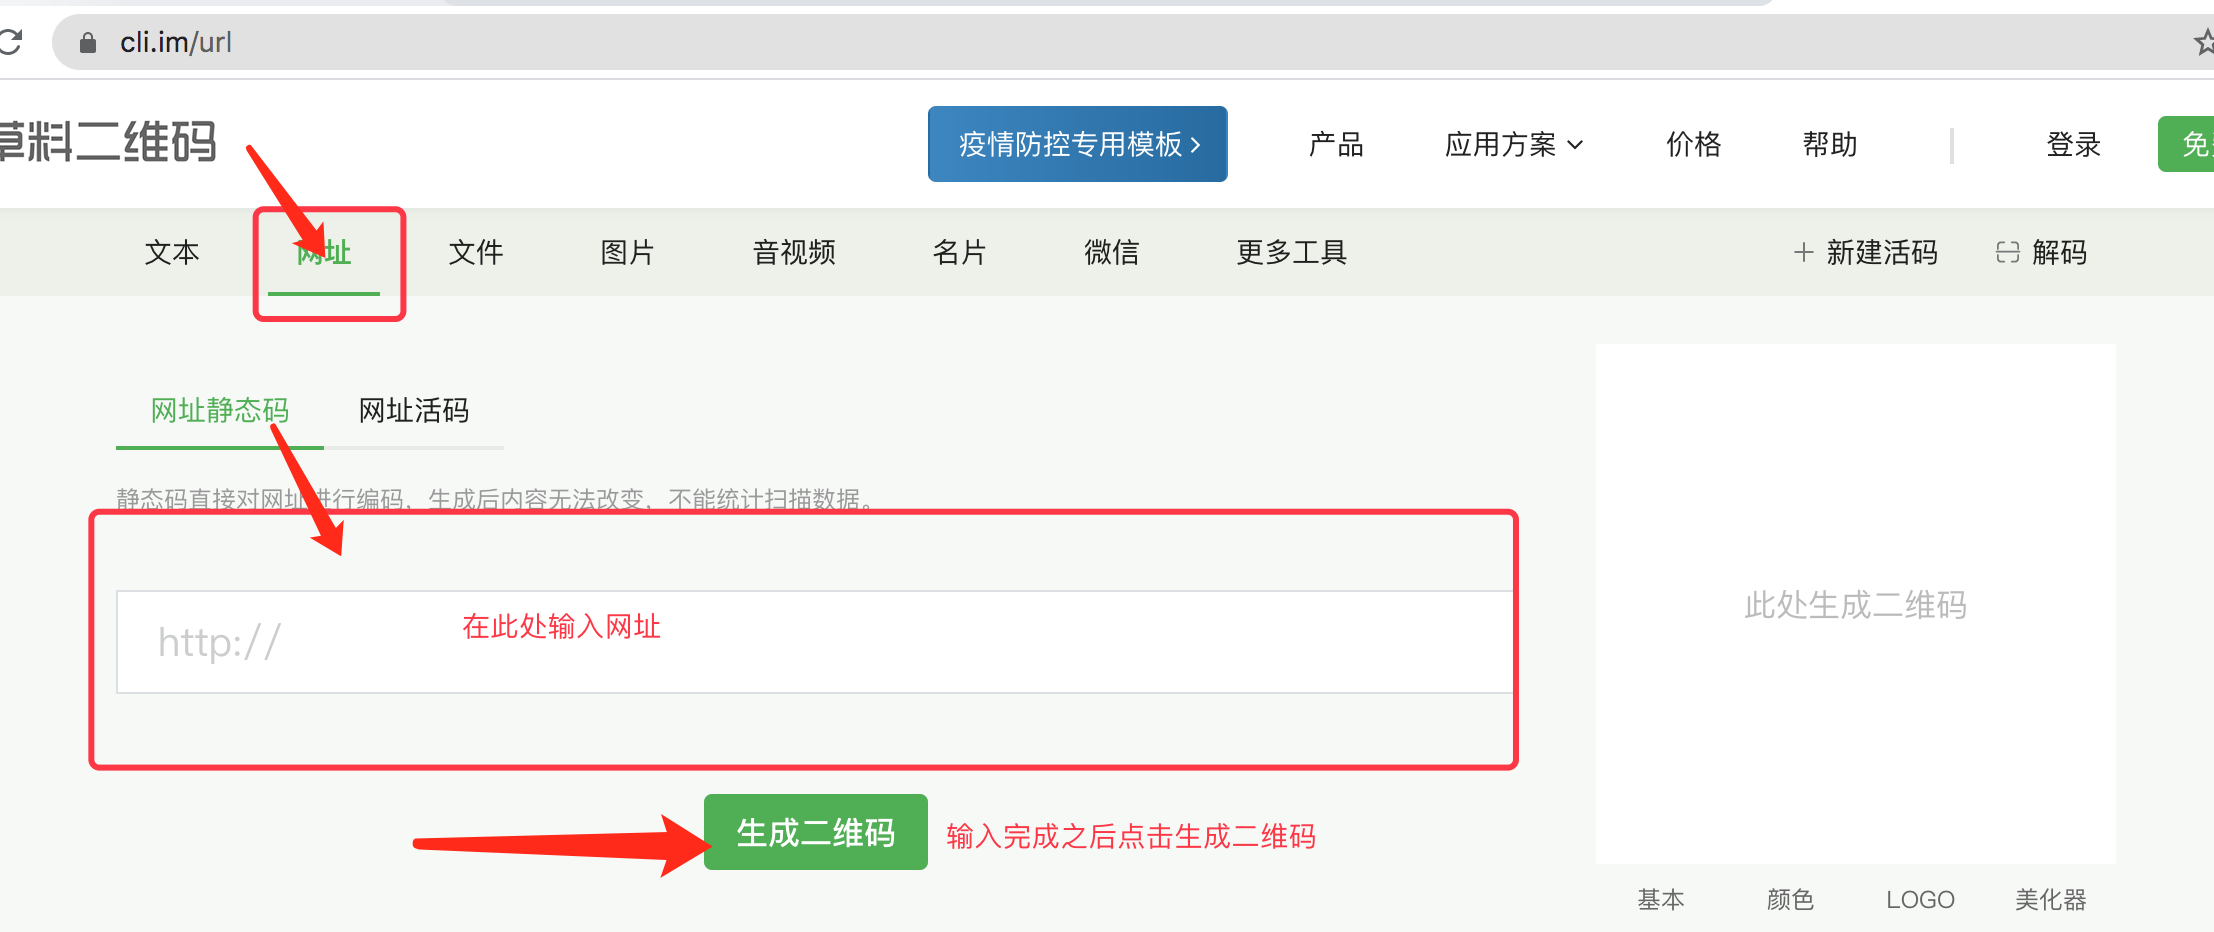 cli.im/url
草料二维码
疫情防控专用模板
产品
应用方案
价格
帮助
登录
免
文本
网址
文件
图片
音视频
名片
微信
更多工具
新建活码
解码
网址静态码
网址活码
静态码直接对网址进行编码，生成后内容无法改变，不能统计扫描数据。
http://
在此处输入网址
此处生成二维码
生成二维码
输入完成之后点击生成二维码
基本
颜色
LOGO
美化器